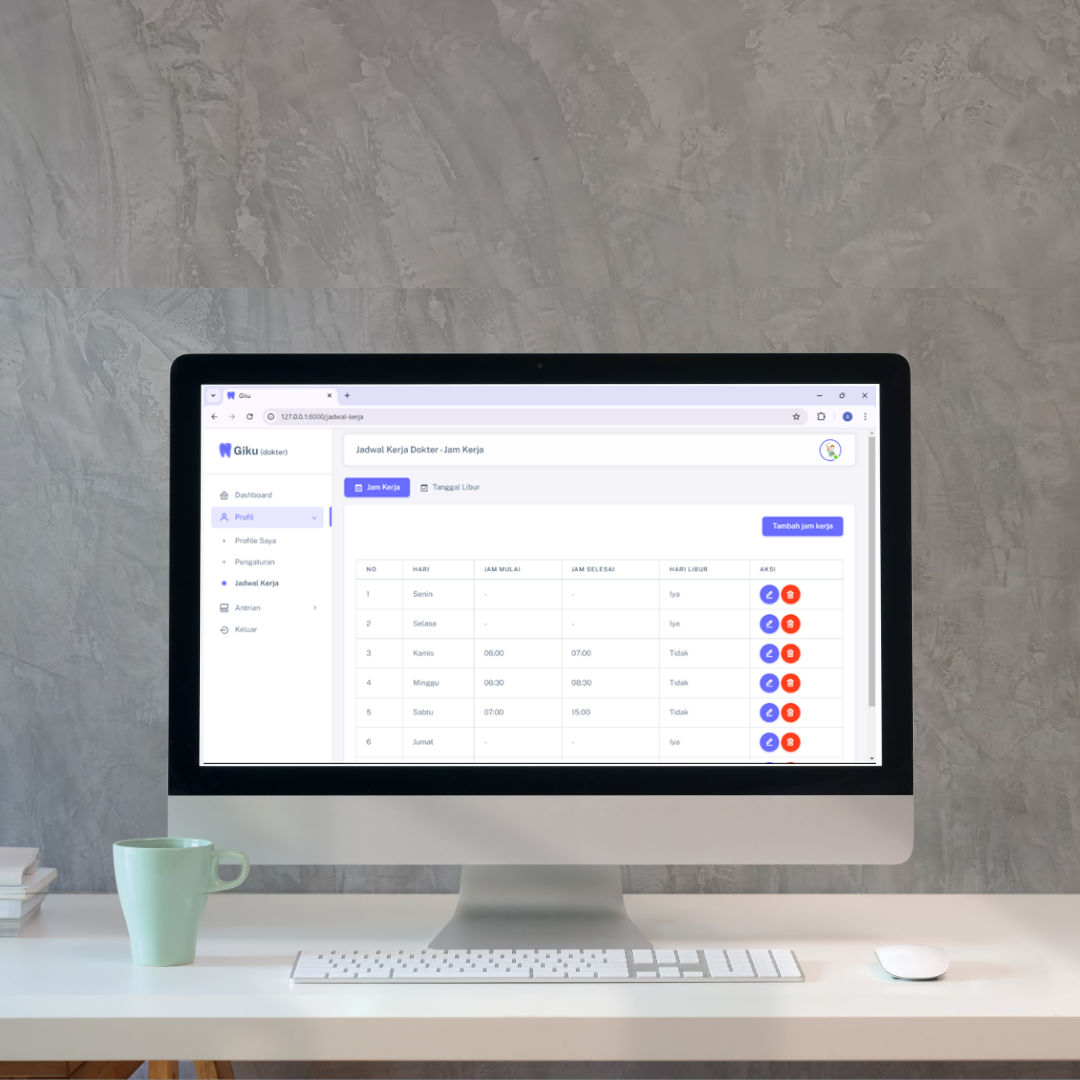 Giku
127.0.0.1:8000/jadwal-kerja
A
Giku (dokter)
Jadwal Kerja Dokter - Jam Kerja
Dashboard
Profil
Profile Saya
Pengaturan
Jadwal Kerja
Antrian
Keluar
Jam Kerja Tanggal Libur
Tambah jam kerja
NO HARI JAM MULAI JAM SELESAI HARI LIBUR AKSI
1 Senin - - Iya
2 Selasa - - Iya
3 Kamis 06:00 07:00 Tidak
4 Minggu 06:30 08:30 Tidak
5 Sabtu 07:00 15:00 Tidak
6 Jumat - - Iya